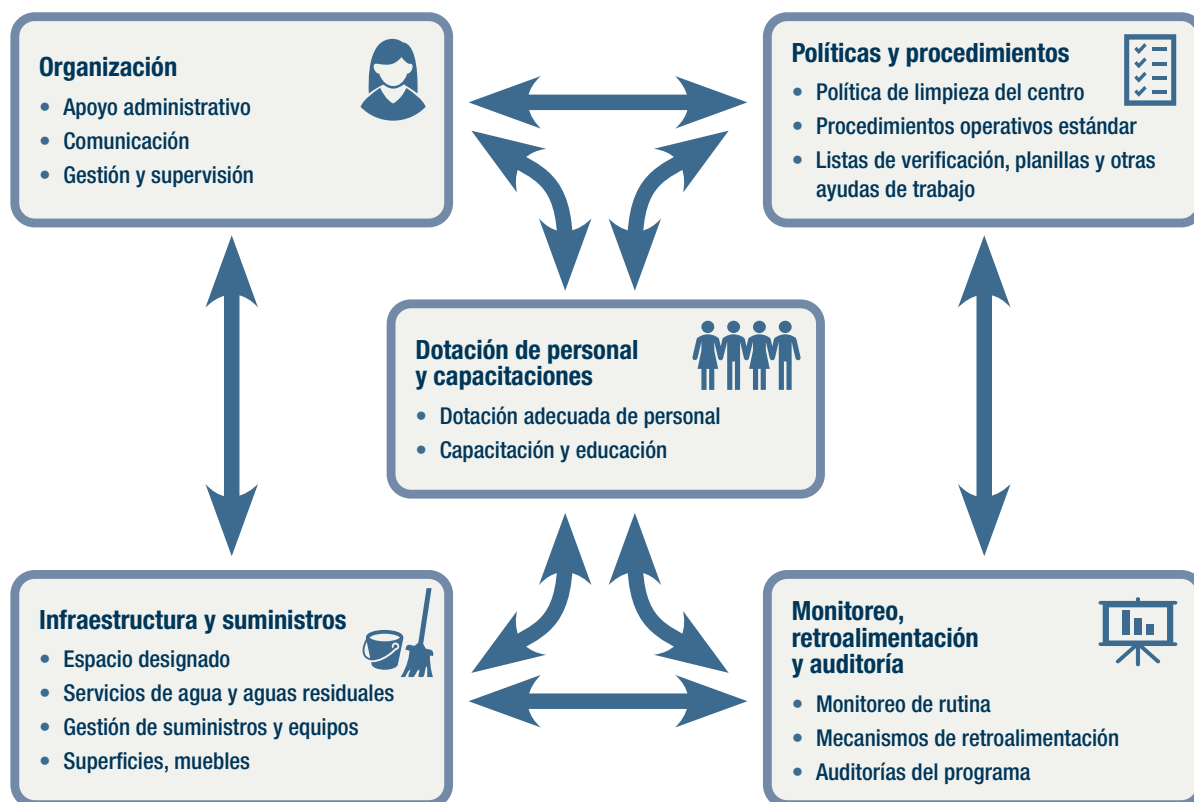 Organización
• Apoyo administrativo
• Comunicación
• Gestión y supervisión
Políticas y procedimientos
• Política de limpieza del centro
• Procedimientos operativos estándar
• Listas de verificación, planillas y otras
ayudas de trabajo
Dotación de personal
y capacitaciones
• Dotación adecuada de personal
• Capacitación y educación
Infraestructura y suministros
• Espacio designado
• Servicios de agua y aguas residuales
• Gestión de suministros y equipos
• Superficies, muebles
Monitoreo,
retroalimentación
y auditoría
• Monitoreo de rutina
• Mecanismos de retroalimentación
• Auditorías del programa